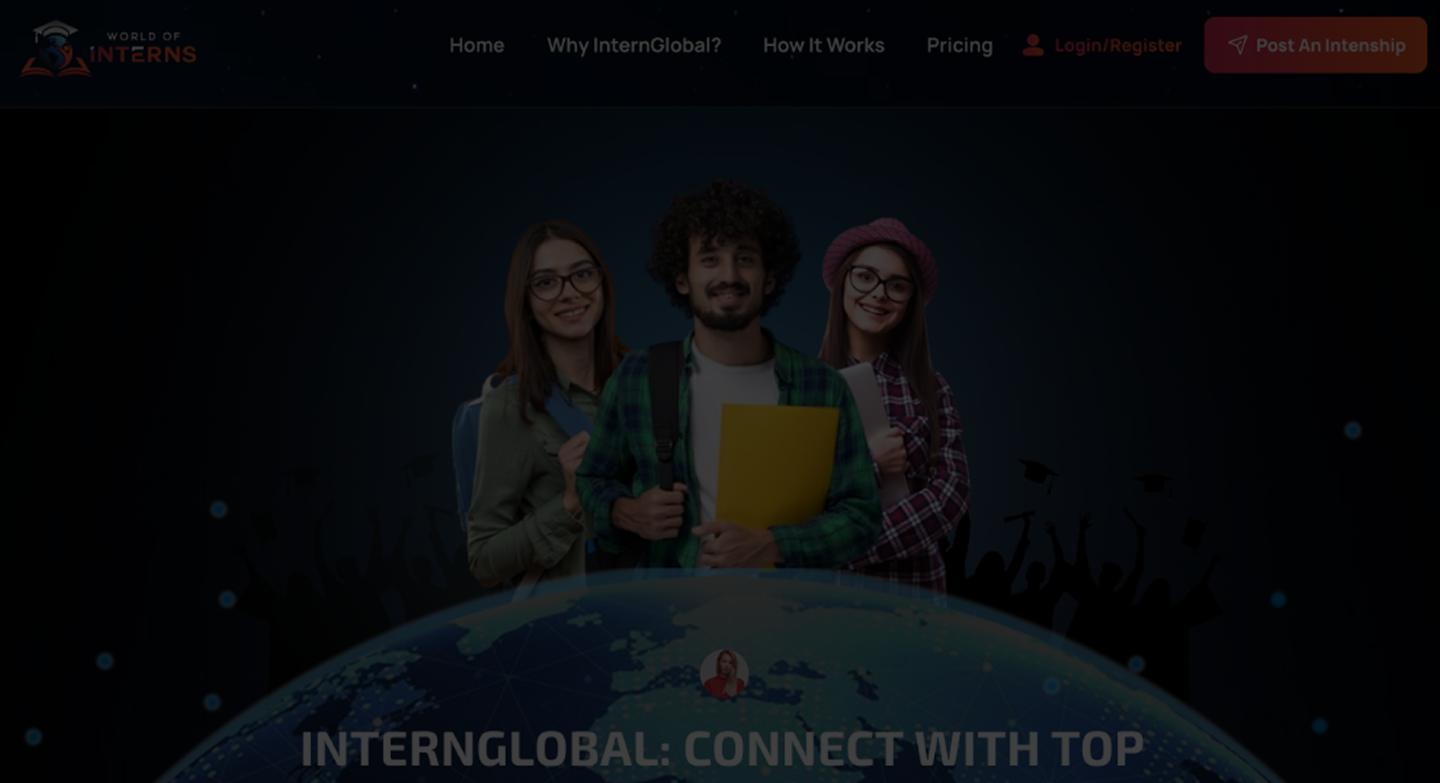 WORLD OF
INTERNS
Home
Why InternGlobal?
How It Works
Pricing
Login/Register
Post An Intenship
INTERNGLOBAL: CONNECT WITH TOP